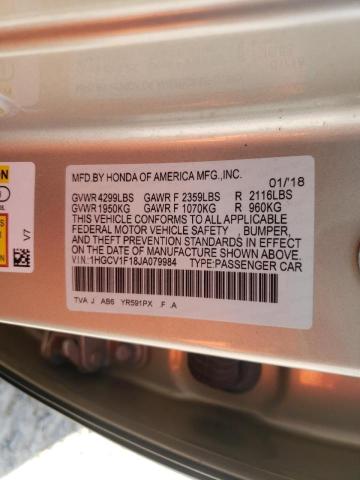 MFD.BY HONDA OF AMERICA MFG.,INC. 01/'18
GVWR 4299LBS GAWR F 2359LBS R 2116LBS
GVWR 1950KG GAWR F 1070KG R 960KG
THIS VEHICLE CONFORMS TO ALL APPLICABLE
FEDERAL MOTOR VEHICLE SAFETY , BUMPER, AND
THEFT PREVENTION STANDARDS IN EFFECT ON
THE DATE OF MANUFACTURE SHOWN ABOVE.
V.I.N.:1HGCV1F18JA079984 TYPE:PASSENGER CAR
TVA J AB6 YR591PX .F .A
V7